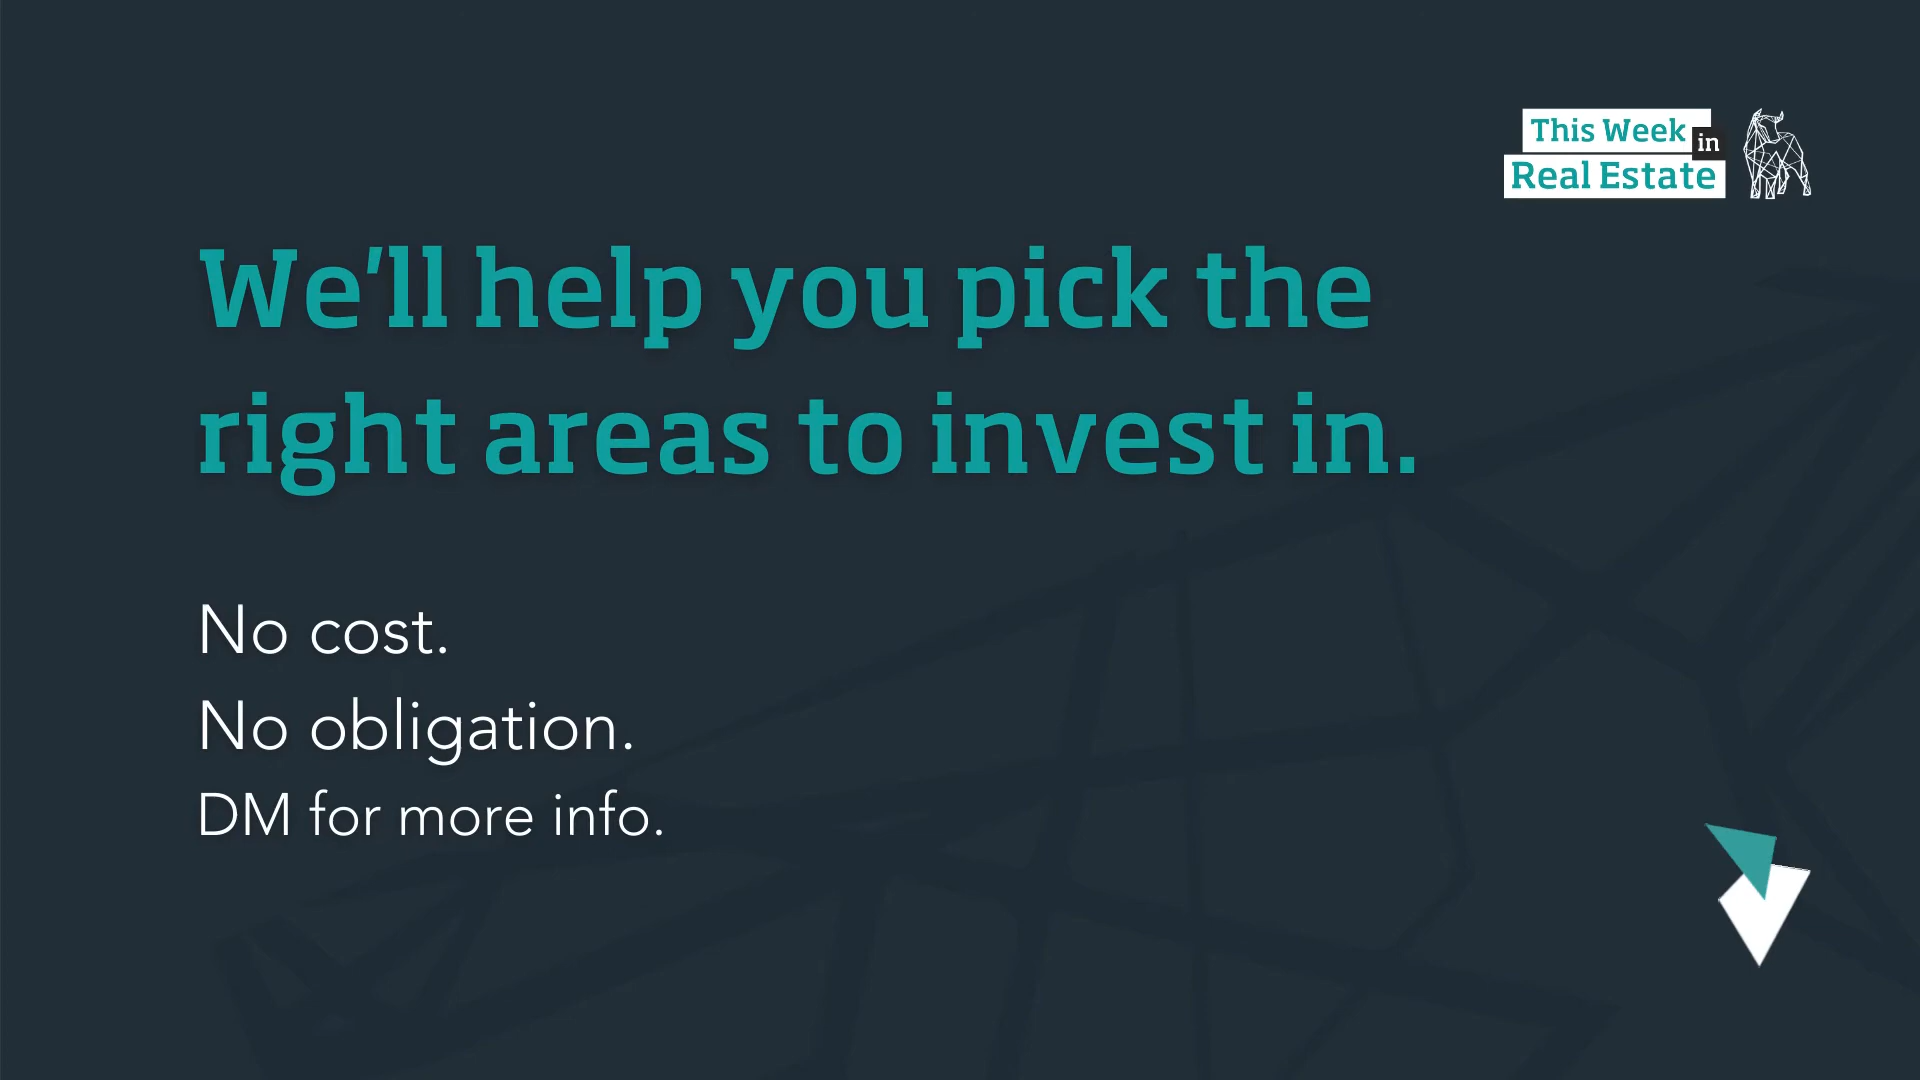 This Week in
Real Estate
We'll help you pick the
right areas to invest in.
No cost.
No obligation.
DM for more info.